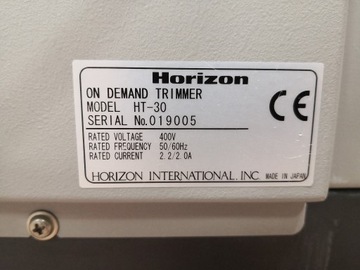 Horizon
ON DEMAND TRIMMER
MODEL HT-30
SERIAL No.019005
RATED VOLTAGE 400V
RATED FREQUENCY 50/60Hz
RATED CURRENT 2.2/2.0A
HORIZON INTERNATIONAL, INC. MADE IN JAPAN
CE